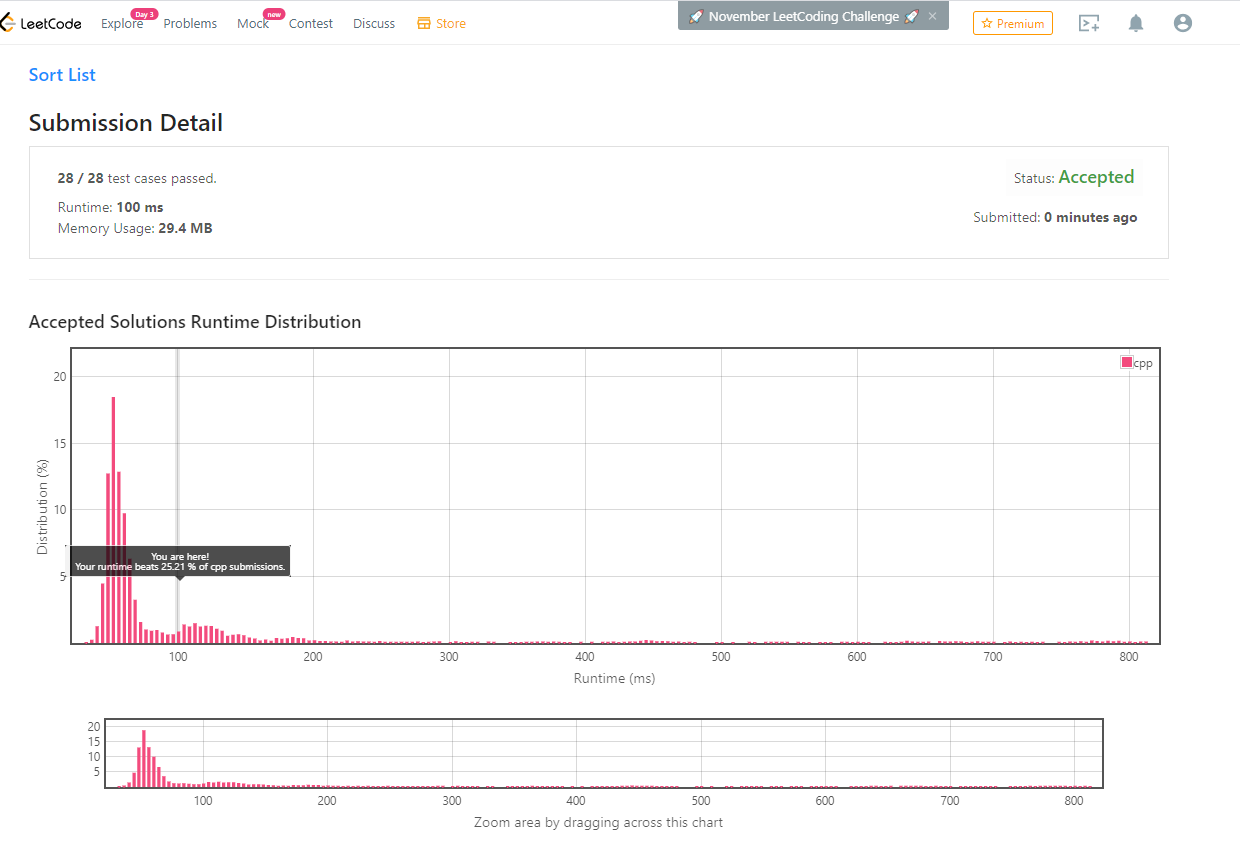 LeetCode Explore Day 3 Problems Mock new Contest Discuss Store 🚀 November LeetCoding Challenge 🚀 × Premium
Sort List
Submission Detail
28 / 28 test cases passed.
Status: Accepted
Runtime: 100 ms
Submitted: 0 minutes ago
Memory Usage: 29.4 MB
Accepted Solutions Runtime Distribution
cpp
20
15
10
5
Distribution (%)
You are here!
Your runtime beats 25.21 % of cpp submissions.
100 200 300 400 500 600 700 800
Runtime (ms)
20
15
10
5
100 200 300 400 500 600 700 800
Zoom area by dragging across this chart